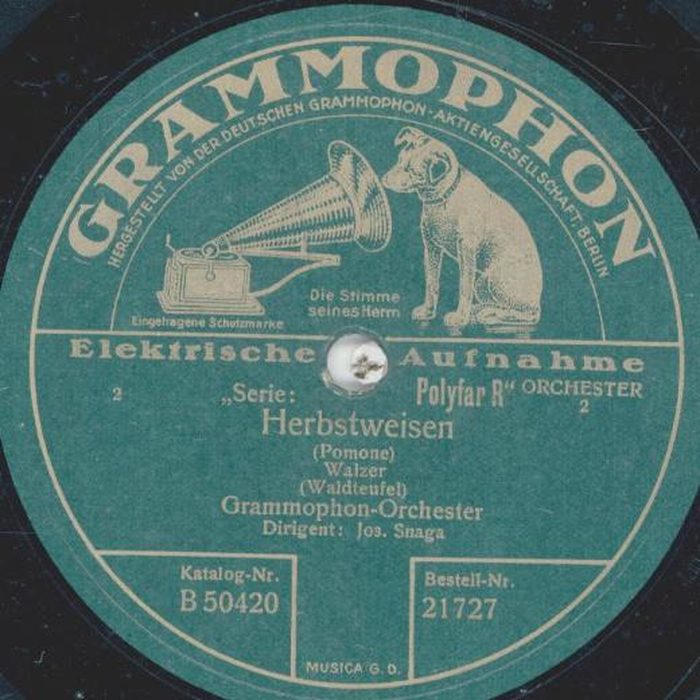 GRAMMOPHON
HERGESTELLT VON DER DEUTSCHEN GRAMMOPHON-AKTIENGESELLSCHAFT, BERLIN
Die Stimme
seines Herrn
Eingetragene Schutzmarke
Elektrische Aufnahme
2 „Serie: Polyfar R“ ORCHESTER 2
Herbstweisen
(Pomone)
Walzer
(Waldteufel)
Grammophon-Orchester
Dirigent: Jos. Snaga
Katalog-Nr.
B 50420
Bestell-Nr.
21727
MUSICA G. D.